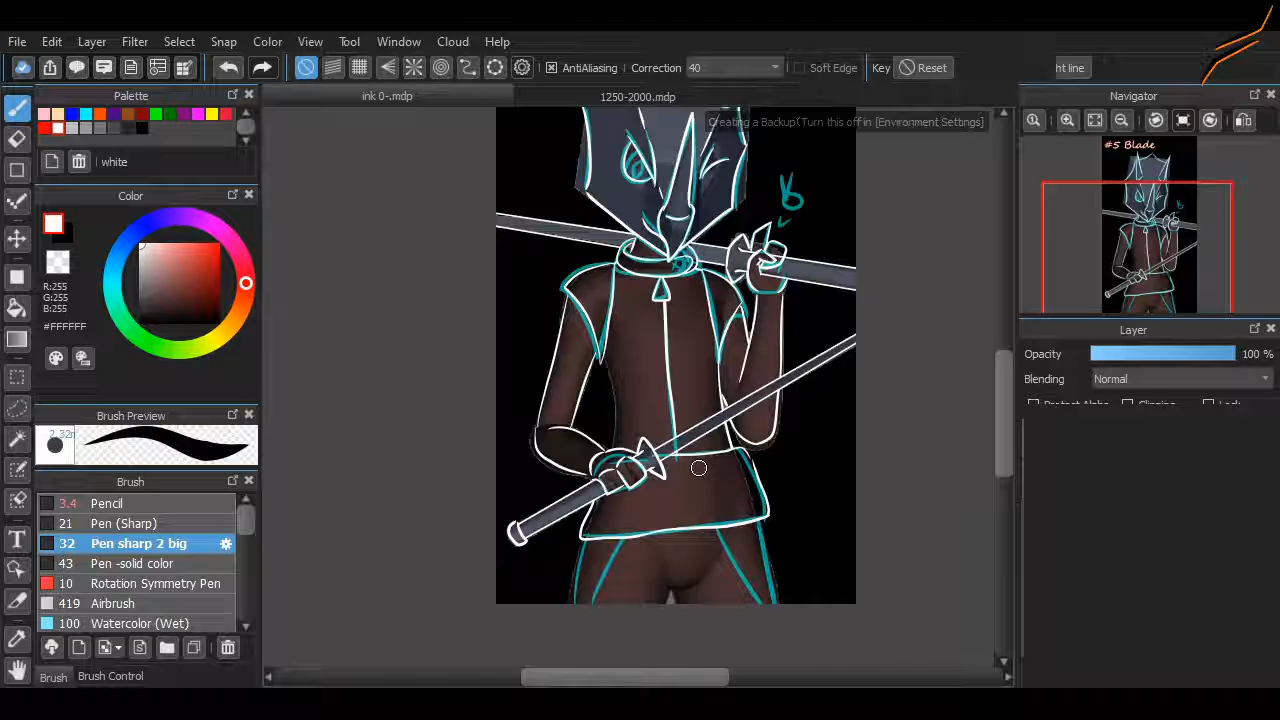 File Edit Layer Filter Select Snap Color View Tool Window Cloud Help
AntiAliasing Correction 40 Soft Edge Key Reset ht line
Palette
ink 0-.mdp 1250-2000.mdp
Navigator
Creating a Backup(Turn this off in [Environment Settings]
#5 Blade
white
Color
R:255
G:255
B:255
#FFFFFF
Layer
Opacity 100 %
Blending Normal
Protect Alpha Clipping Lock
Brush Preview
Brush
3.4 Pencil
21 Pen (Sharp)
32 Pen sharp 2 big
43 Pen -solid color
10 Rotation Symmetry Pen
419 Airbrush
100 Watercolor (Wet)
Brush Brush Control